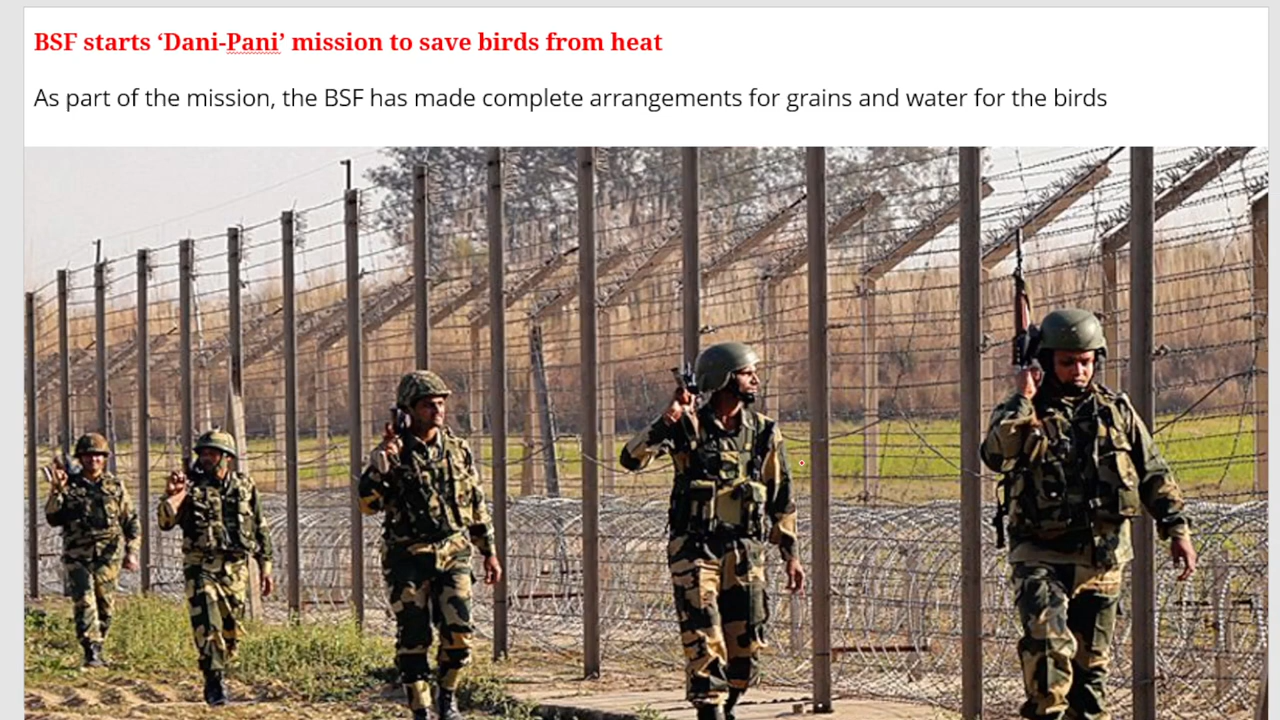 BSF starts ‘Dani-Pani’ mission to save birds from heat
As part of the mission, the BSF has made complete arrangements for grains and water for the birds